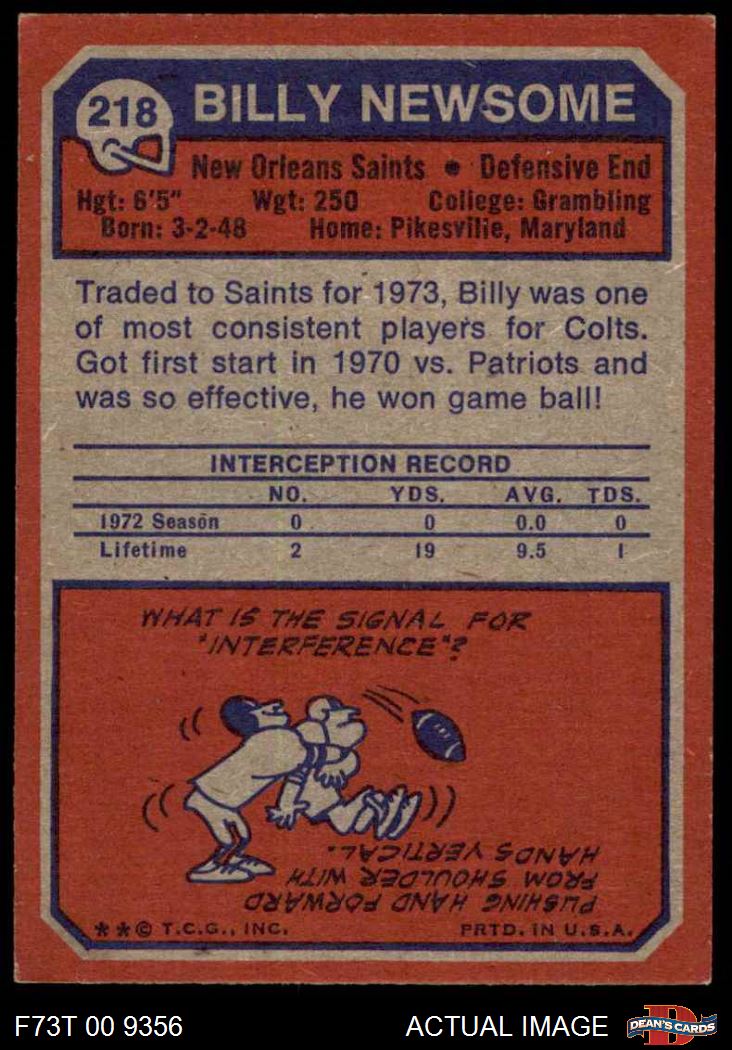 218
BILLY NEWSOME
New Orleans Saints • Defensive End
Hgt: 6'5" Wgt: 250 College: Grambling
Born: 3-2-48 Home: Pikesville, Maryland
Traded to Saints for 1973, Billy was one
of most consistent players for Colts.
Got first start in 1970 vs. Patriots and
was so effective, he won game ball!
INTERCEPTION RECORD
NO. YDS. AVG. TDS.
1972 Season 0 0 0.0 0
Lifetime 2 19 9.5 1
WHAT IS THE SIGNAL FOR
"INTERFERENCE"?
PUSHING HAND FORWARD
FROM SHOULDER WITH
HANDS VERTICAL.
**© T.C.G., INC. PRTD. IN U.S.A.
F73T 00 9356 ACTUAL IMAGE
D
DEAN'S CARDS